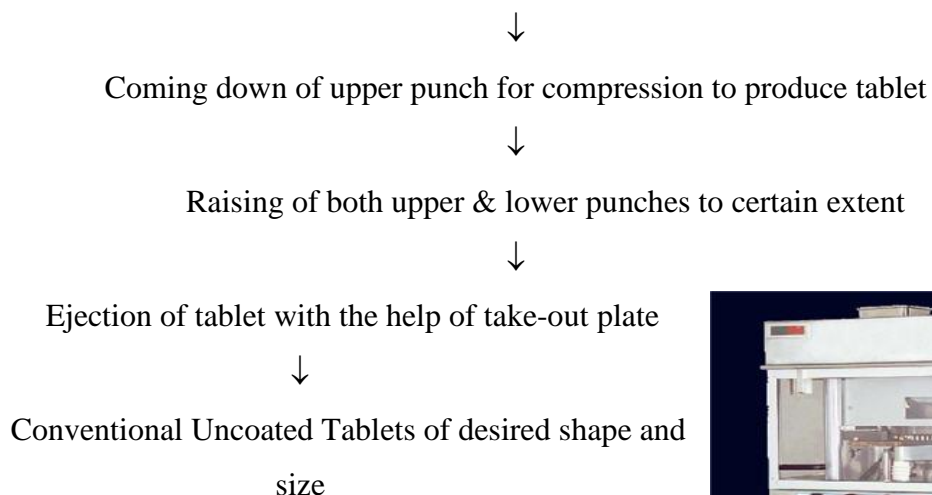 ↓
Coming down of upper punch for compression to produce tablet
↓
Raising of both upper & lower punches to certain extent
↓
Ejection of tablet with the help of take-out plate
↓
Conventional Uncoated Tablets of desired shape and
size